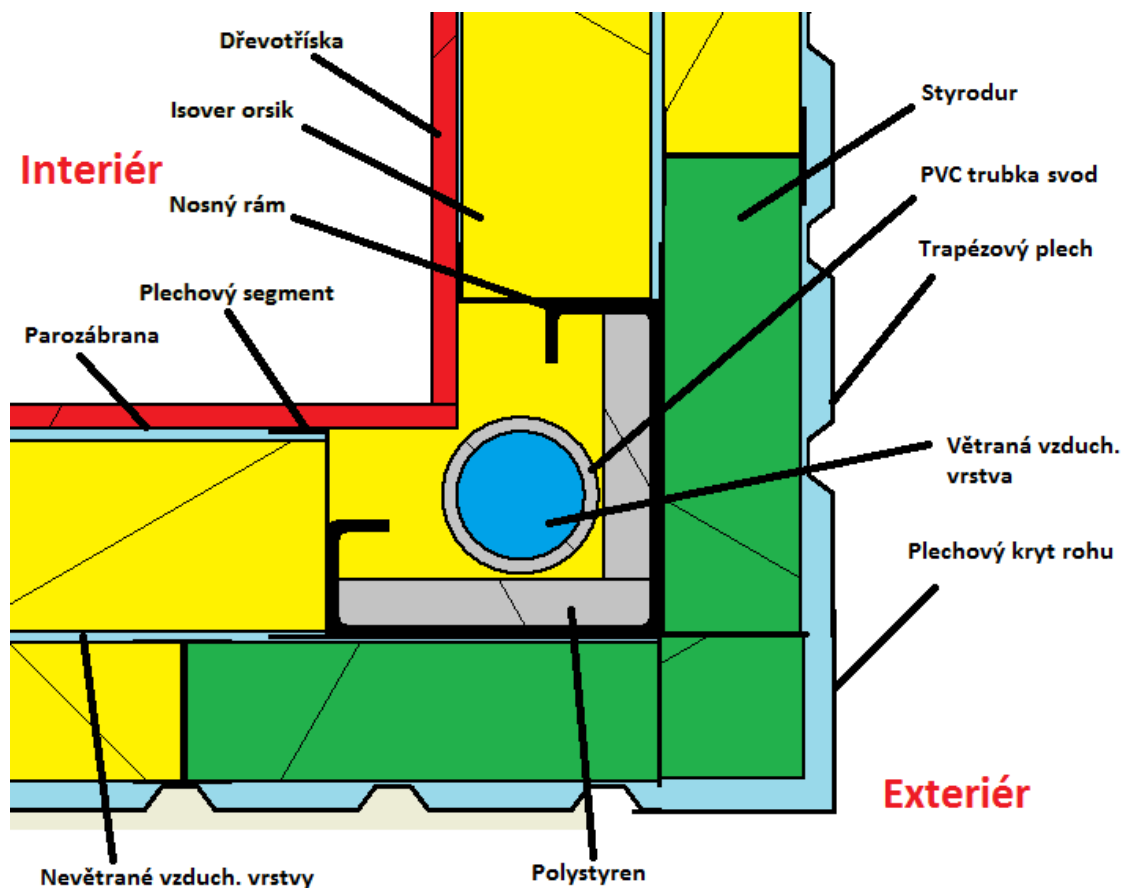 Dřevotříska
Isover orsik
Interiér
Nosný rám
Plechový segment
Parozábrana
Styrodur
PVC trubka svod
Trapézový plech
Větraná vzduch.
vrstva
Plechový kryt rohu
Exteriér
Nevětrané vzduch. vrstvy
Polystyren